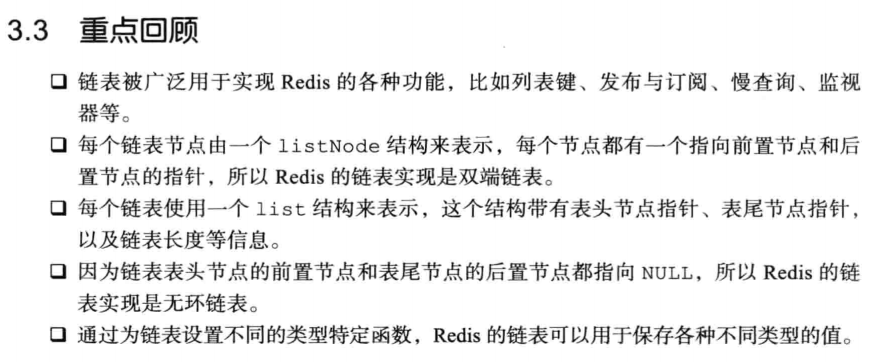 3.3 重点回顾
❑ 链表被广泛用于实现 Redis 的各种功能，比如列表键、发布与订阅、慢查询、监视
器等。
❑ 每个链表节点由一个 listNode 结构来表示，每个节点都有一个指向前置节点和后
置节点的指针，所以 Redis 的链表实现是双端链表。
❑ 每个链表使用一个 list 结构来表示，这个结构带有表头节点指针、表尾节点指针，
以及链表长度等信息。
❑ 因为链表表头节点的前置节点和表尾节点的后置节点都指向 NULL，所以 Redis 的链
表实现是无环链表。
❑ 通过为链表设置不同的类型特定函数，Redis 的链表可以用于保存各种不同类型的值。